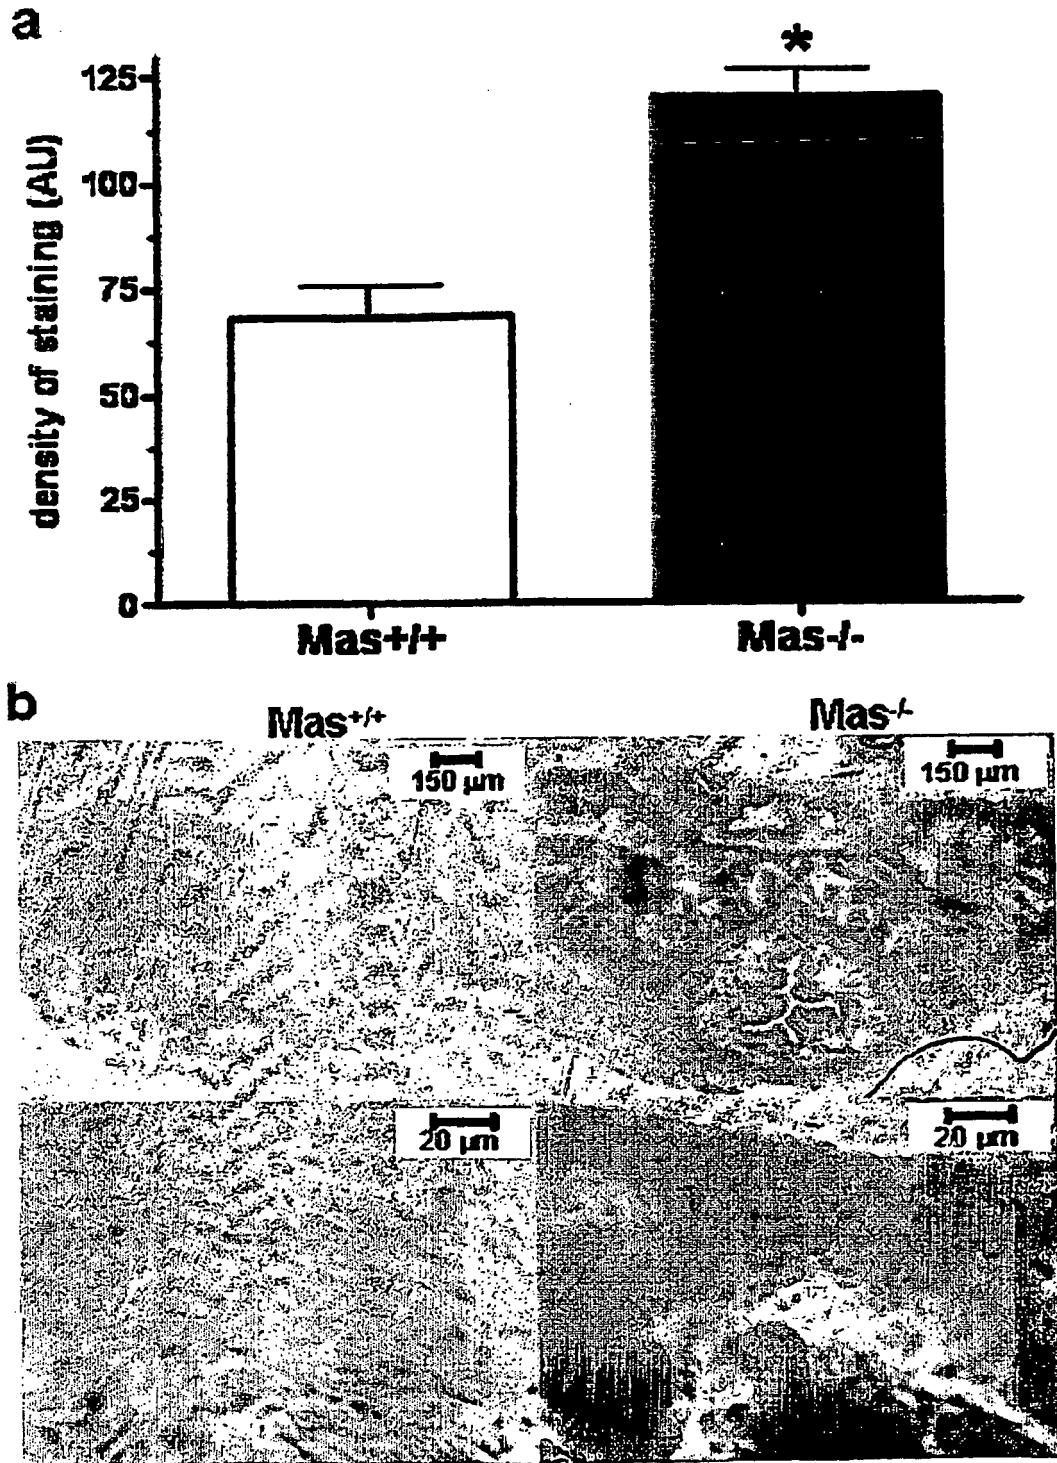 a
*
125
100
75
50
25
0
density of staining (AU)
Mas+/+
Mas-/-
b
Mas+/+
Mas-/-
150 µm
150 µm
20 µm
20 µm